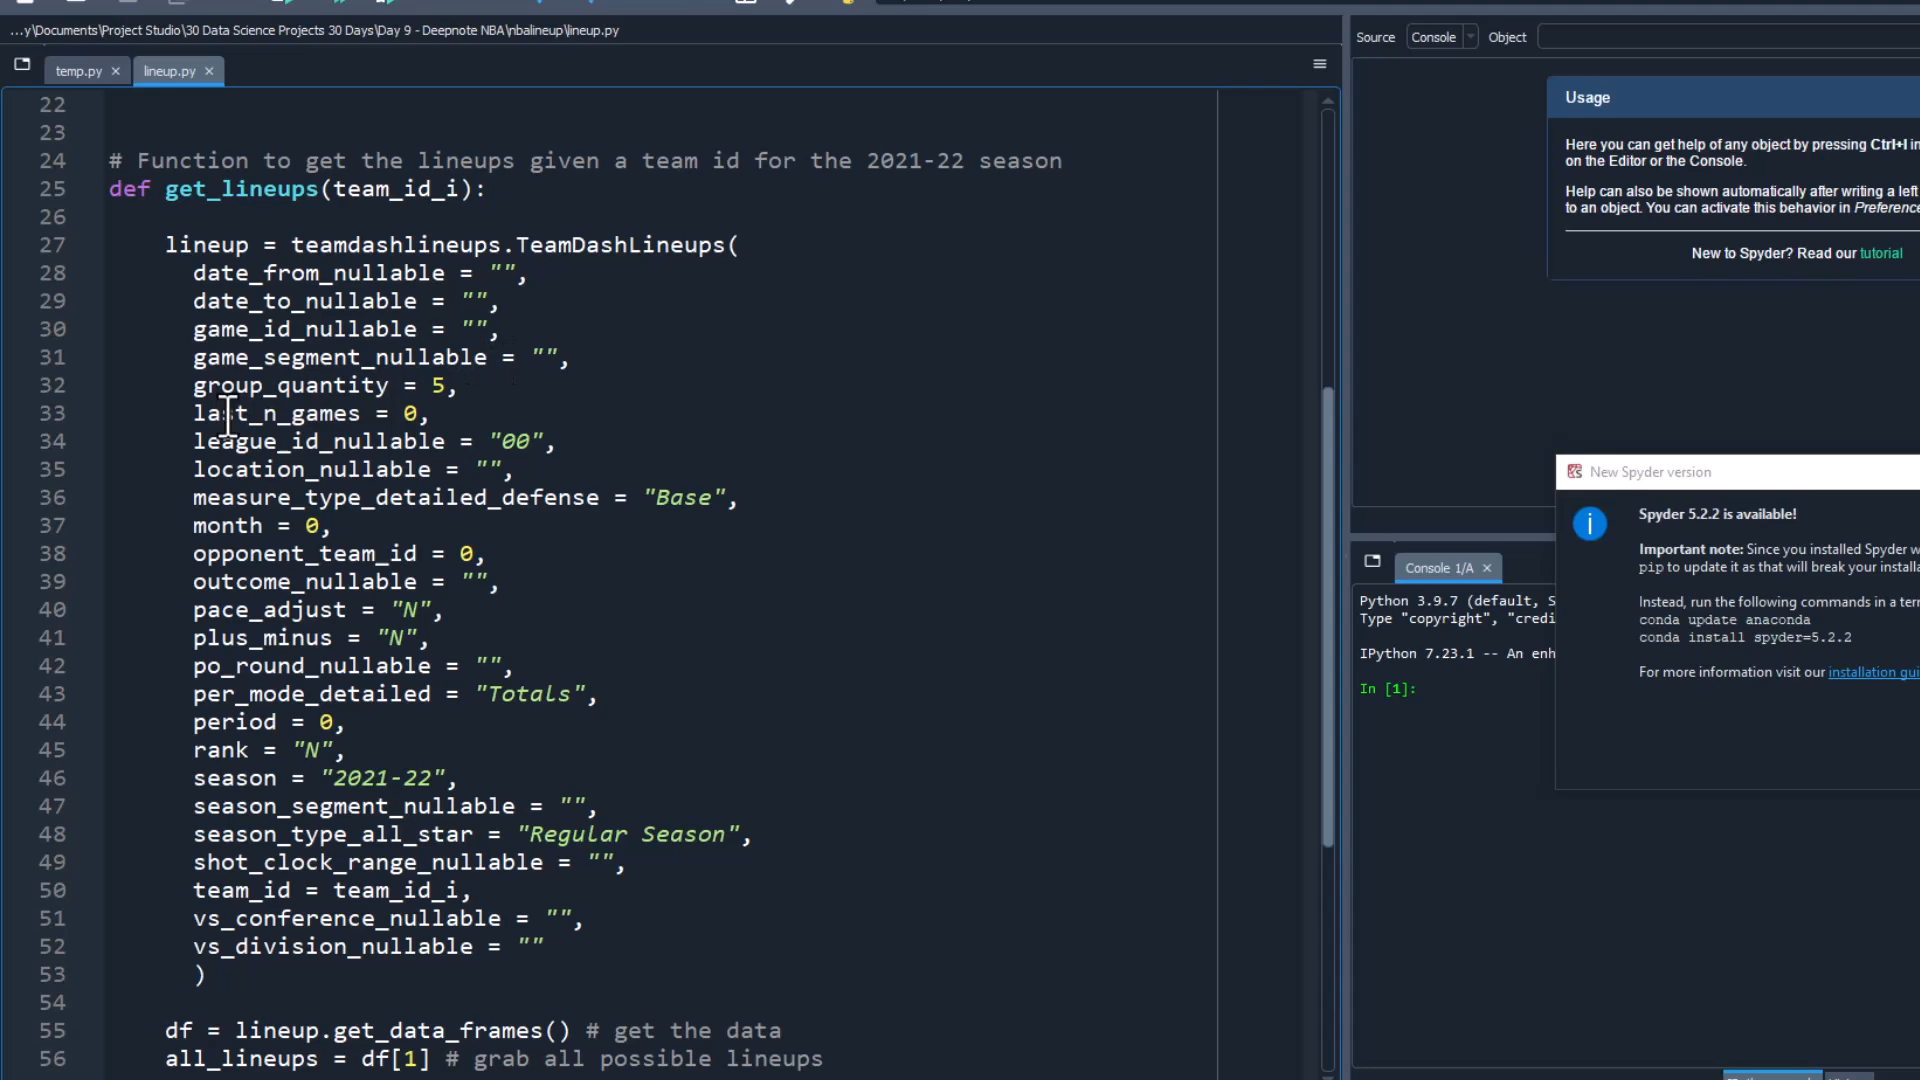 ...y\Documents\Project Studio\30 Data Science Projects 30 Days\Day 9 - Deepnote NBA\nbalineup\lineup.py
temp.py
lineup.py
22
23
24 # Function to get the lineups given a team id for the 2021-22 season
25 def get_lineups(team_id_i):
26
27 lineup = teamdashlineups.TeamDashLineups(
28 date_from_nullable = "",
29 date_to_nullable = "",
30 game_id_nullable = "",
31 game_segment_nullable = "",
32 group_quantity = 5,
33 last_n_games = 0,
34 league_id_nullable = "00",
35 location_nullable = "",
36 measure_type_detailed_defense = "Base",
37 month = 0,
38 opponent_team_id = 0,
39 outcome_nullable = "",
40 pace_adjust = "N",
41 plus_minus = "N",
42 po_round_nullable = "",
43 per_mode_detailed = "Totals",
44 period = 0,
45 rank = "N",
46 season = "2021-22",
47 season_segment_nullable = "",
48 season_type_all_star = "Regular Season",
49 shot_clock_range_nullable = "",
50 team_id = team_id_i,
51 vs_conference_nullable = "",
52 vs_division_nullable = ""
53 )
54
55 df = lineup.get_data_frames() # get the data
56 all_lineups = df[1] # grab all possible lineups
Source Console Object
Usage
Here you can get help of any object by pressing Ctrl+I in
on the Editor or the Console.
Help can also be shown automatically after writing a left
to an object. You can activate this behavior in Preference
New to Spyder? Read our tutorial
New Spyder version
Spyder 5.2.2 is available!
Important note: Since you installed Spyder w
pip to update it as that will break your installa
Instead, run the following commands in a ter
conda update anaconda
conda install spyder=5.2.2
For more information visit our installation gui
Console 1/A
Python 3.9.7 (default, S
Type "copyright", "credi
IPython 7.23.1 -- An enh
In [1]: